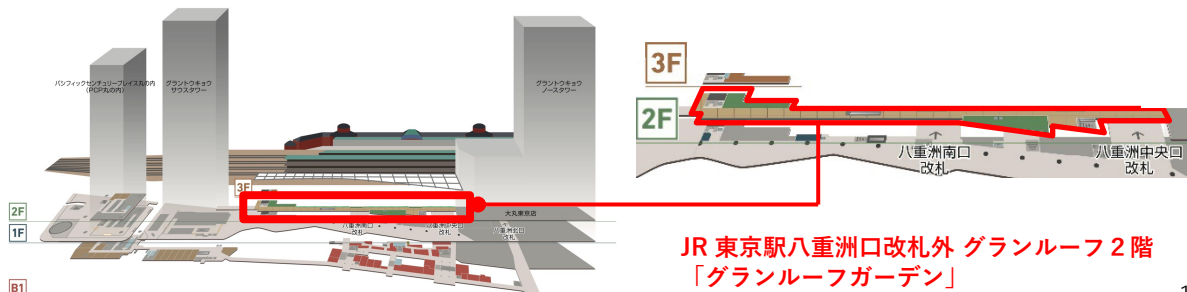 パシフィックセンチュリープレイス丸の内
(PCP丸の内)
グラントウキョウ
サウスタワー
グラントウキョウ
ノースタワー
3F
2F
1F
B1
大丸東京店
八重洲南口
改札
八重洲中央口
改札
八重洲北口
改札
3F
2F
八重洲南口
改札
八重洲中央口
改札
JR 東京駅八重洲口改札外 グランルーフ２階
「グランルーフガーデン」
1